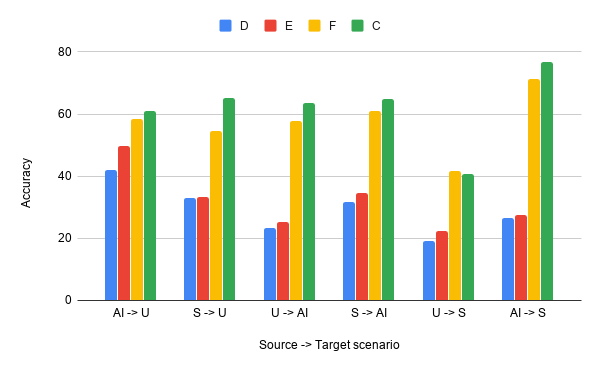 D E F C
80
60
40
20
0
Accuracy
AI -> U S -> U U -> AI S -> AI U -> S AI -> S
Source -> Target scenario